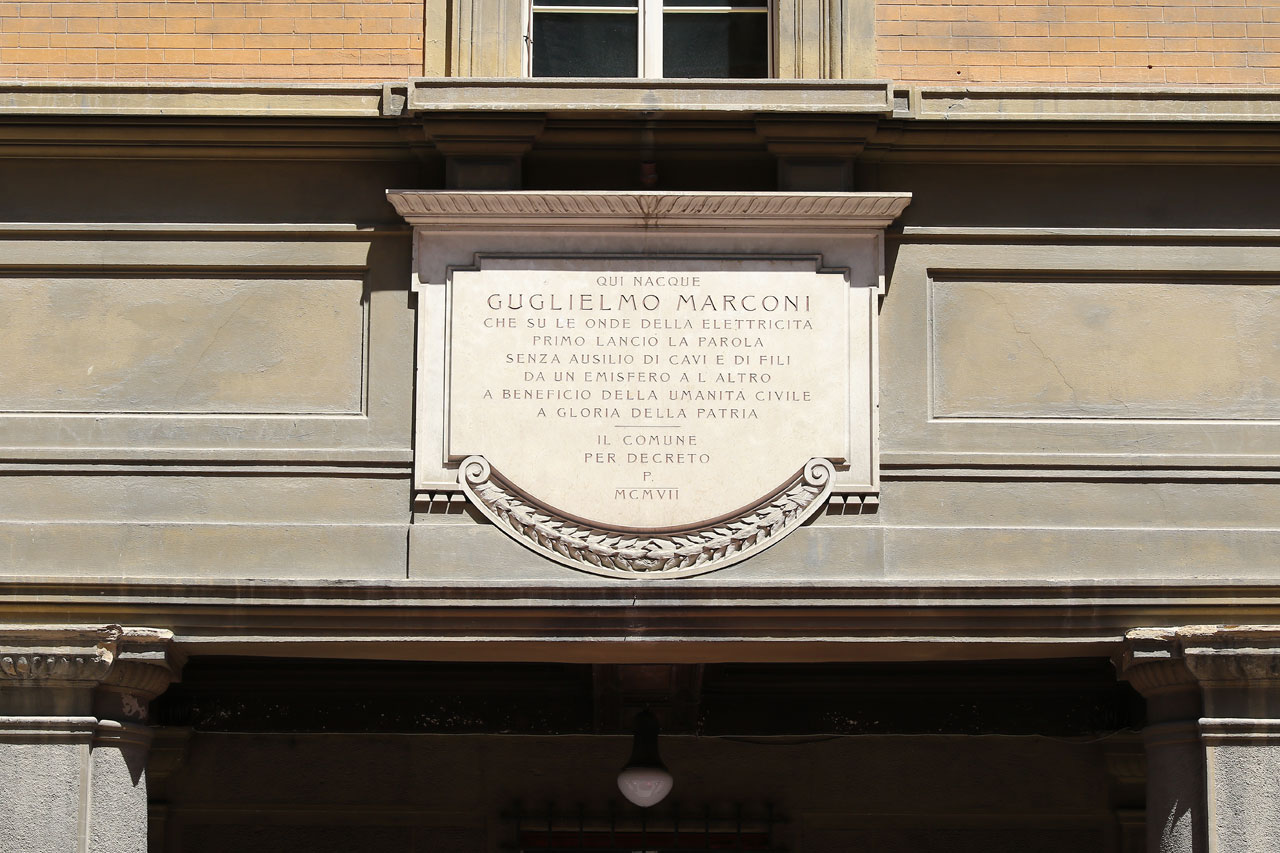 QUI NACQUE
GUGLIELMO MARCONI
CHE SU LE ONDE DELLA ELETTRICITA
PRIMO LANCIO LA PAROLA
SENZA AUSILIO DI CAVI E DI FILI
DA UN EMISFERO A L'ALTRO
A BENEFICIO DELLA UMANITA CIVILE
A GLORIA DELLA PATRIA
IL COMUNE
PER DECRETO
P.
MCMVII